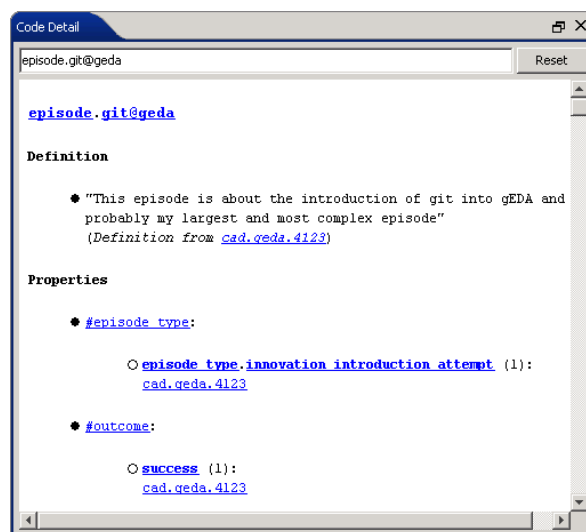 Code Detail
episode.git@geda
Reset
episode.git@geda
Definition
"This episode is about the introduction of git into gEDA and
probably my largest and most complex episode"
(Definition from cad.geda.4123)
Properties
#episode type:
episode type.innovation introduction attempt (1):
cad.geda.4123
#outcome:
success (1):
cad.geda.4123